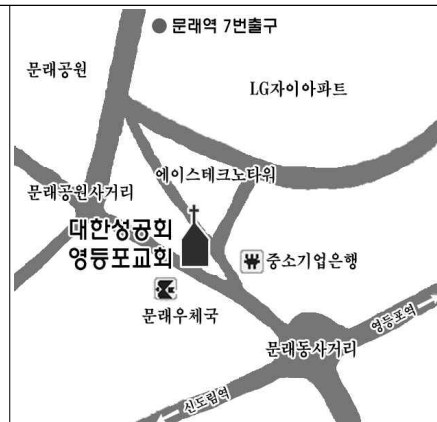 문래역 7번출구
문래공원
LG자이아파트
에이스테크노타워
문래공원사거리
대한성공회
영등포교회
중소기업은행
문래우체국
영등포역
문래동사거리
신도림역